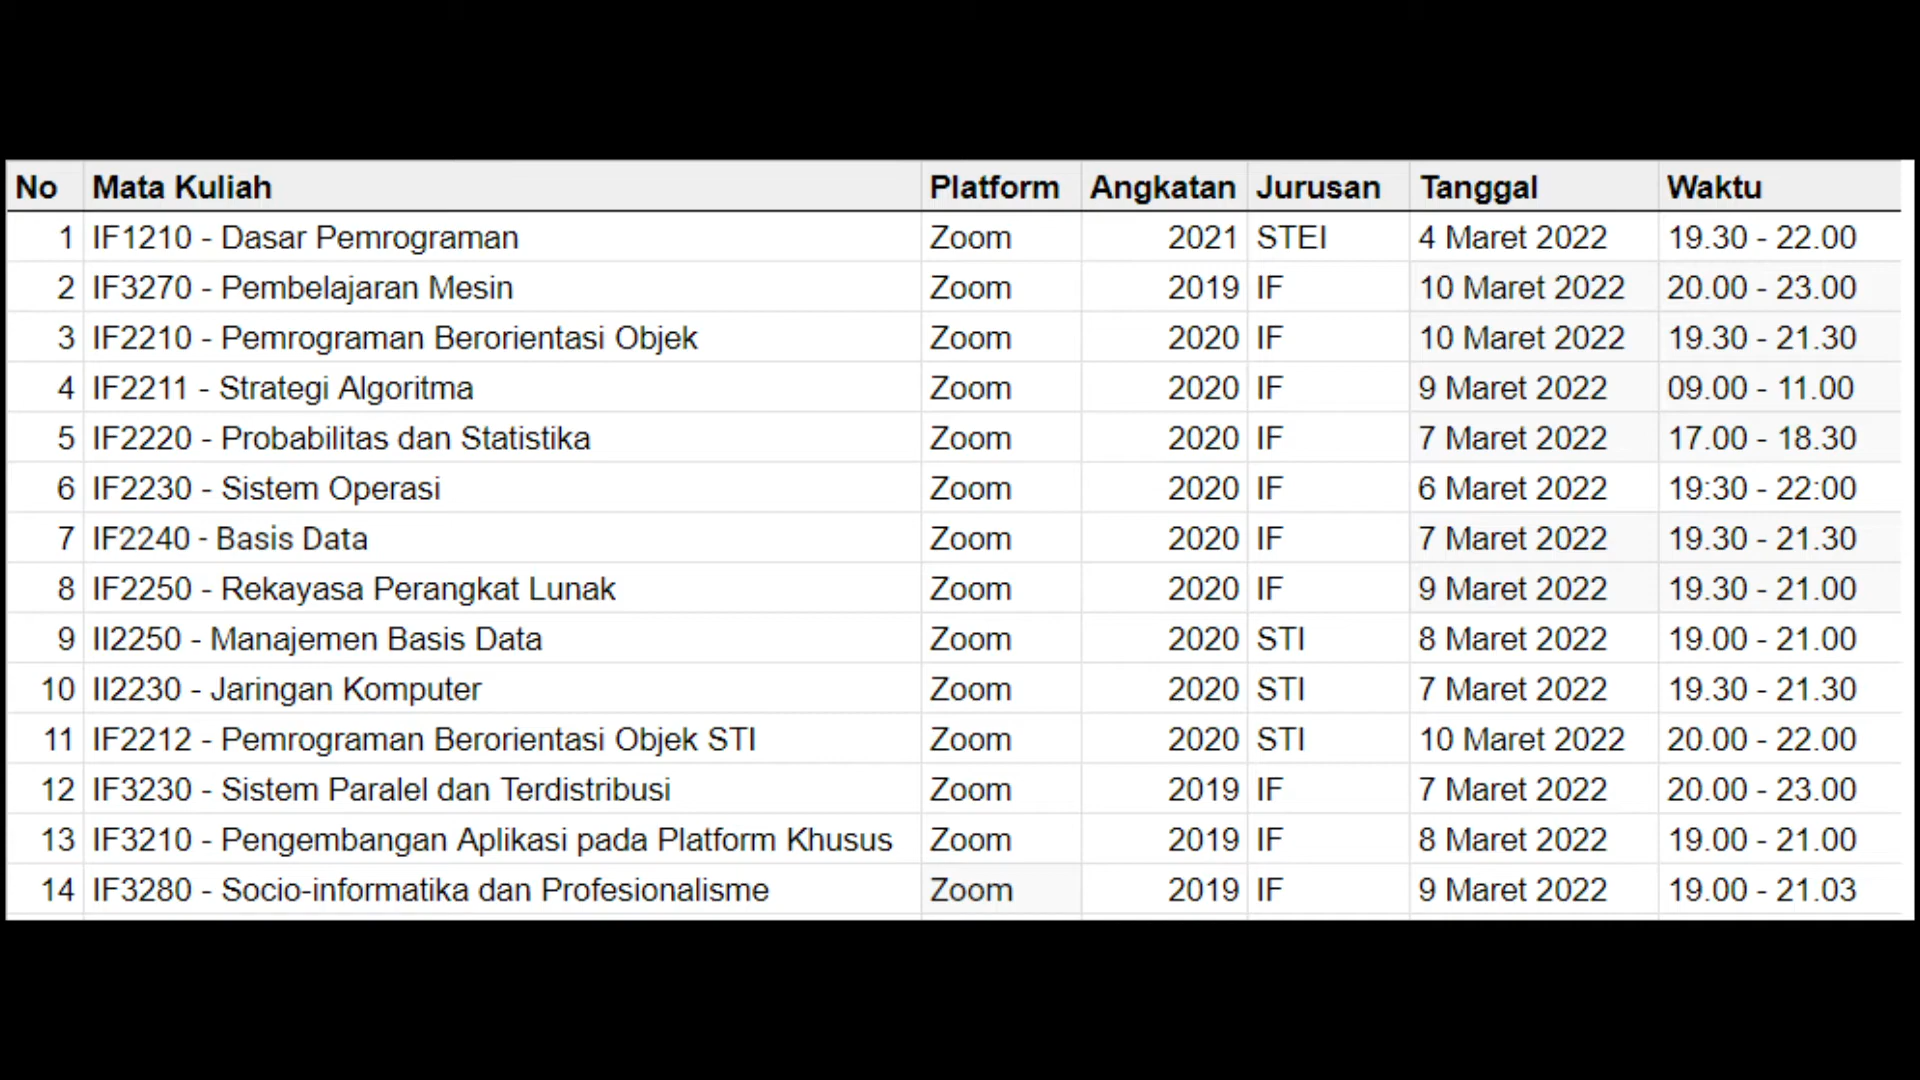 No Mata Kuliah Platform Angkatan Jurusan Tanggal Waktu
1 IF1210 - Dasar Pemrograman Zoom 2021 STEI 4 Maret 2022 19.30 - 22.00
2 IF3270 - Pembelajaran Mesin Zoom 2019 IF 10 Maret 2022 20.00 - 23.00
3 IF2210 - Pemrograman Berorientasi Objek Zoom 2020 IF 10 Maret 2022 19.30 - 21.30
4 IF2211 - Strategi Algoritma Zoom 2020 IF 9 Maret 2022 09.00 - 11.00
5 IF2220 - Probabilitas dan Statistika Zoom 2020 IF 7 Maret 2022 17.00 - 18.30
6 IF2230 - Sistem Operasi Zoom 2020 IF 6 Maret 2022 19:30 - 22:00
7 IF2240 - Basis Data Zoom 2020 IF 7 Maret 2022 19.30 - 21.30
8 IF2250 - Rekayasa Perangkat Lunak Zoom 2020 IF 9 Maret 2022 19.30 - 21.00
9 II2250 - Manajemen Basis Data Zoom 2020 STI 8 Maret 2022 19.00 - 21.00
10 II2230 - Jaringan Komputer Zoom 2020 STI 7 Maret 2022 19.30 - 21.30
11 IF2212 - Pemrograman Berorientasi Objek STI Zoom 2020 STI 10 Maret 2022 20.00 - 22.00
12 IF3230 - Sistem Paralel dan Terdistribusi Zoom 2019 IF 7 Maret 2022 20.00 - 23.00
13 IF3210 - Pengembangan Aplikasi pada Platform Khusus Zoom 2019 IF 8 Maret 2022 19.00 - 21.00
14 IF3280 - Socio-informatika dan Profesionalisme Zoom 2019 IF 9 Maret 2022 19.00 - 21.03